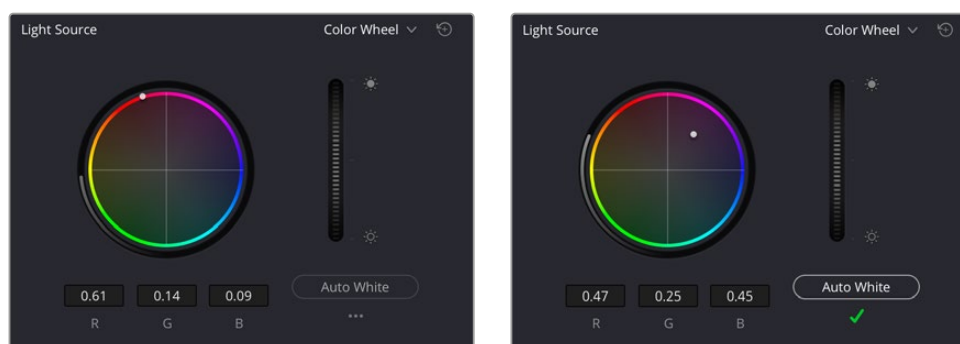 Light Source Color Wheel
0.61 0.14 0.09 Auto White
R G B
Light Source Color Wheel
0.47 0.25 0.45 Auto White
R G B